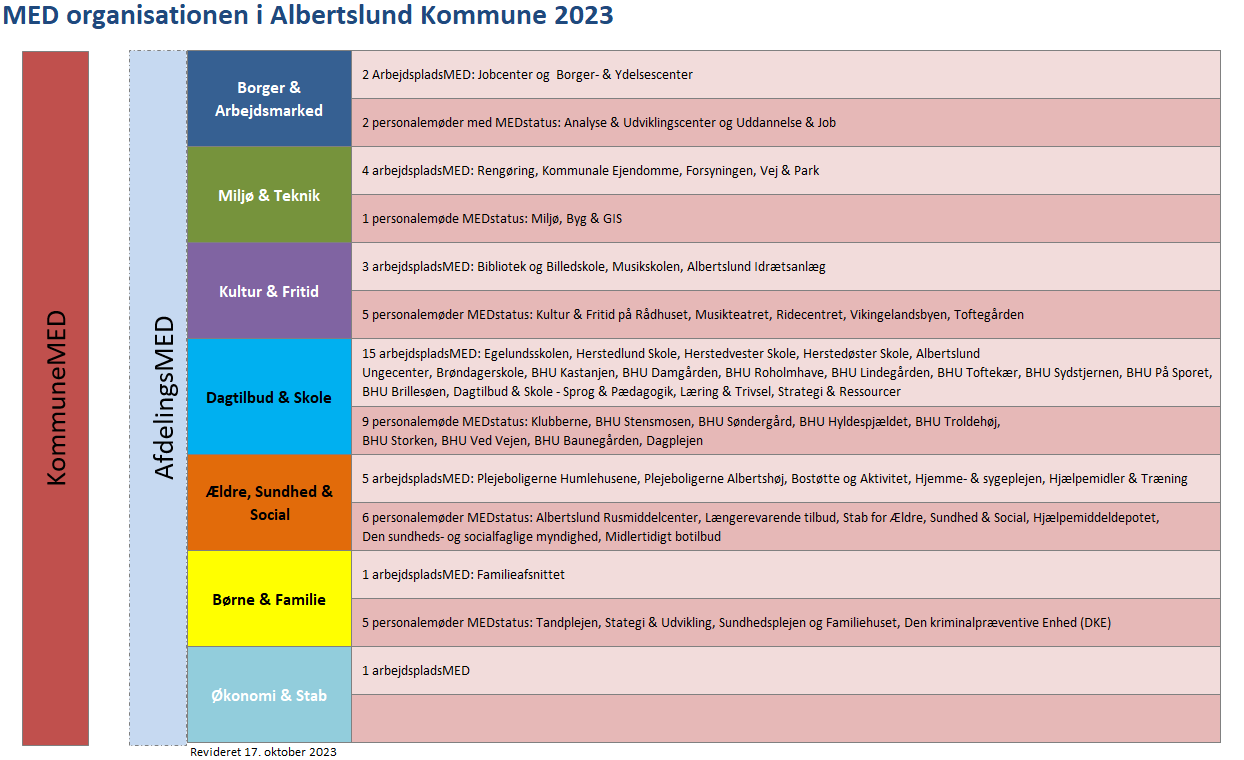 MED organisationen i Albertslund Kommune 2023
KommuneMED
AfdelingsMED
Borger &
Arbejdsmarked
2 ArbejdspladsMED: Jobcenter og  Borger- & Ydelsescenter
2 personalemøder med MEDstatus: Analyse & Udviklingscenter og Uddannelse & Job
Miljø & Teknik
4 arbejdspladsMED: Rengøring, Kommunale Ejendomme, Forsyningen, Vej & Park
1 personalemøde MEDstatus: Miljø, Byg & GIS
Kultur & Fritid
3 arbejdspladsMED: Bibliotek og Billedskole, Musikskolen, Albertslund Idrætsanlæg
5 personalemøder MEDstatus: Kultur & Fritid på Rådhuset, Musikteatret, Ridecentret, Vikingelandsbyen, Toftegården
Dagtilbud & Skole
15 arbejdspladsMED: Egelundsskolen, Herstedlund Skole, Herstedvester Skole, Herstedøster Skole, Albertslund
Ungecenter, Brøndagerskole, BHU Kastanjen, BHU Damgården, BHU Roholmhave, BHU Lindegården, BHU Toftekær, BHU Sydstjernen, BHU På Sporet,
BHU Brillesøen, Dagtilbud & Skole - Sprog & Pædagogik, Læring & Trivsel, Strategi & Ressourcer
9 personalemøde MEDstatus: Klubberne, BHU Stensmosen, BHU Søndergård, BHU Hyldespjældet, BHU Troldehøj,
BHU Storken, BHU Ved Vejen, BHU Baunegården, Dagplejen
Ældre, Sundhed &
Social
5 arbejdspladsMED: Plejeboligerne Humlehusene, Plejeboligerne Albertshøj, Bostøtte og Aktivitet, Hjemme- & sygeplejen, Hjælpemidler & Træning
6 personalemøder MEDstatus: Albertslund Rusmiddelcenter, Længerevarende tilbud, Stab for Ældre, Sundhed & Social, Hjælpemiddeldepotet,
Den sundheds- og socialfaglige myndighed, Midlertidigt botilbud
Børne & Familie
1 arbejdspladsMED: Familieafsnittet
5 personalemøder MEDstatus: Tandplejen, Stategi & Udvikling, Sundhedsplejen og Familiehuset, Den kriminalpræventive Enhed (DKE)
Økonomi & Stab
1 arbejdspladsMED
Revideret 17. oktober 2023